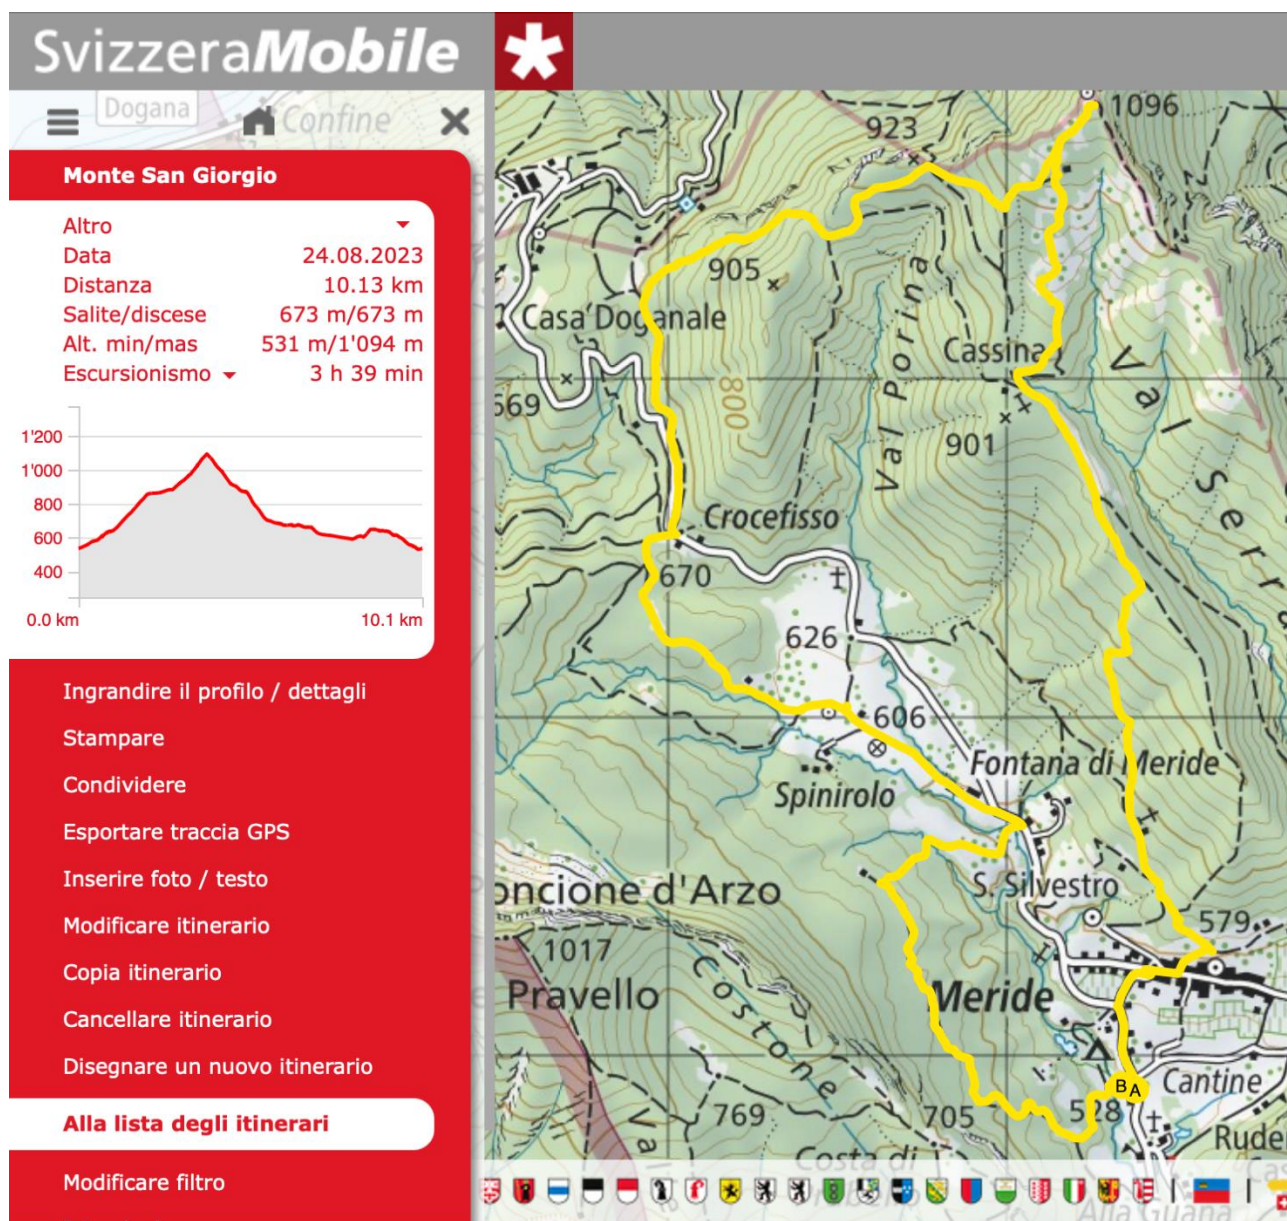 SvizzeraMobile
Dogana
Confine
Monte San Giorgio
Altro
Data 24.08.2023
Distanza 10.13 km
Salite/discese 673 m/673 m
Alt. min/mas 531 m/1'094 m
Escursionismo 3 h 39 min
1'200
1'000
800
600
400
0.0 km 10.1 km
Ingrandire il profilo / dettagli
Stampare
Condividere
Esportare traccia GPS
Inserire foto / testo
Modificare itinerario
Copia itinerario
Cancellare itinerario
Disegnare un nuovo itinerario
Alla lista degli itinerari
Modificare filtro
1096
923
905
Casa Doganale
Val Porina
Cassina
Val Serr
800
669
901
Crocefisso
670
626
606
Fontana di Meride
Spinirolo
S. Silvestro
oncione d'Arzo
579
1017
Pravello
Costone
Meride
B A
Cantine
528
769
705
Valle
Rude
Costa di
Alla Guana